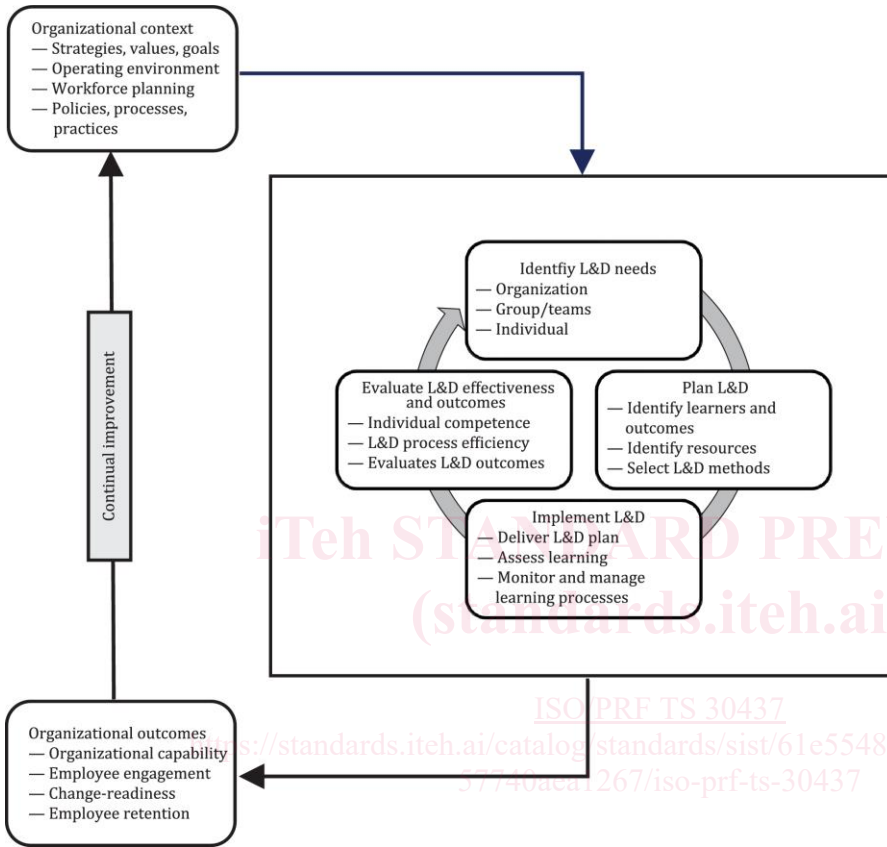 Organizational context
— Strategies, values, goals
— Operating environment
— Workforce planning
— Policies, processes,
practices
Identfiy L&D needs
— Organization
— Group/teams
— Individual
Evaluate L&D effectiveness
and outcomes
— Individual competence
— L&D process efficiency
— Evaluates L&D outcomes
Plan L&D
— Identify learners and
outcomes
— Identify resources
— Select L&D methods
Continual improvement
Implement L&D
— Deliver L&D plan
— Assess learning
— Monitor and manage
learning processes
iTeh STANDARD PRE
(standards.iteh.ai
ISO/PRF TS 30437
https://standards.iteh.ai/catalog/standards/sist/61e5548
57740aea1267/iso-prf-ts-30437
Organizational outcomes
— Organizational capability
— Employee engagement
— Change-readiness
— Employee retention